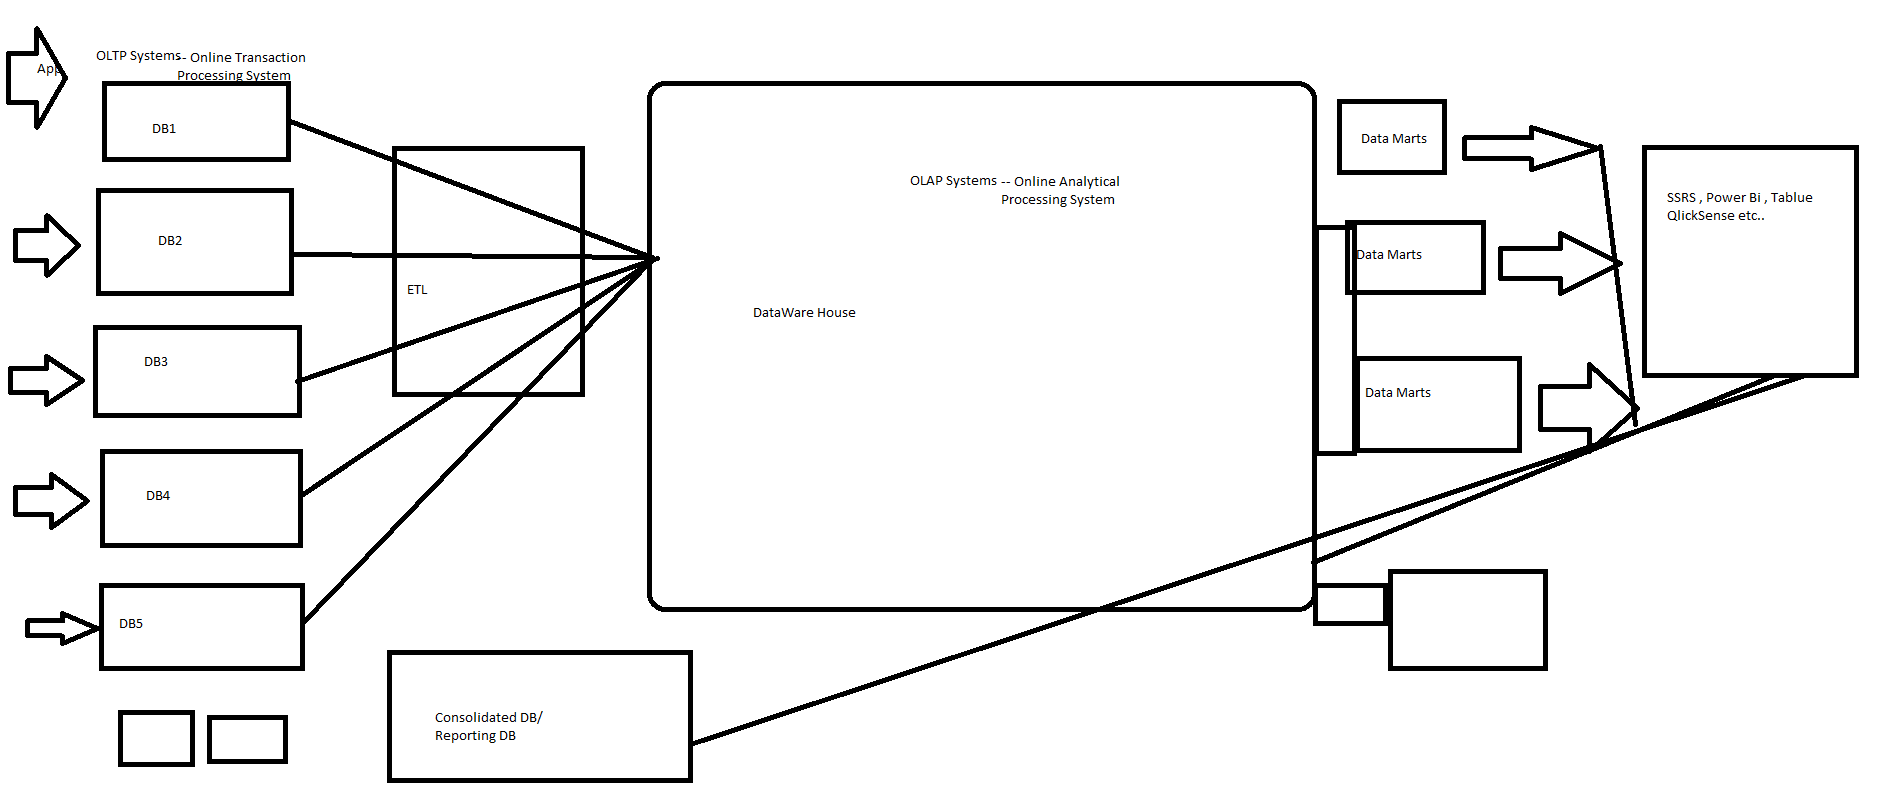 OLTP Systems
-- Online Transaction
Processing System
App
DB1
DB2
DB3
DB4
DB5
ETL
OLAP Systems -- Online Analytical
Processing System
DataWare House
Data Marts
Data Marts
Data Marts
SSRS , Power Bi , Tablue
QlickSense etc..
Consolidated DB/
Reporting DB